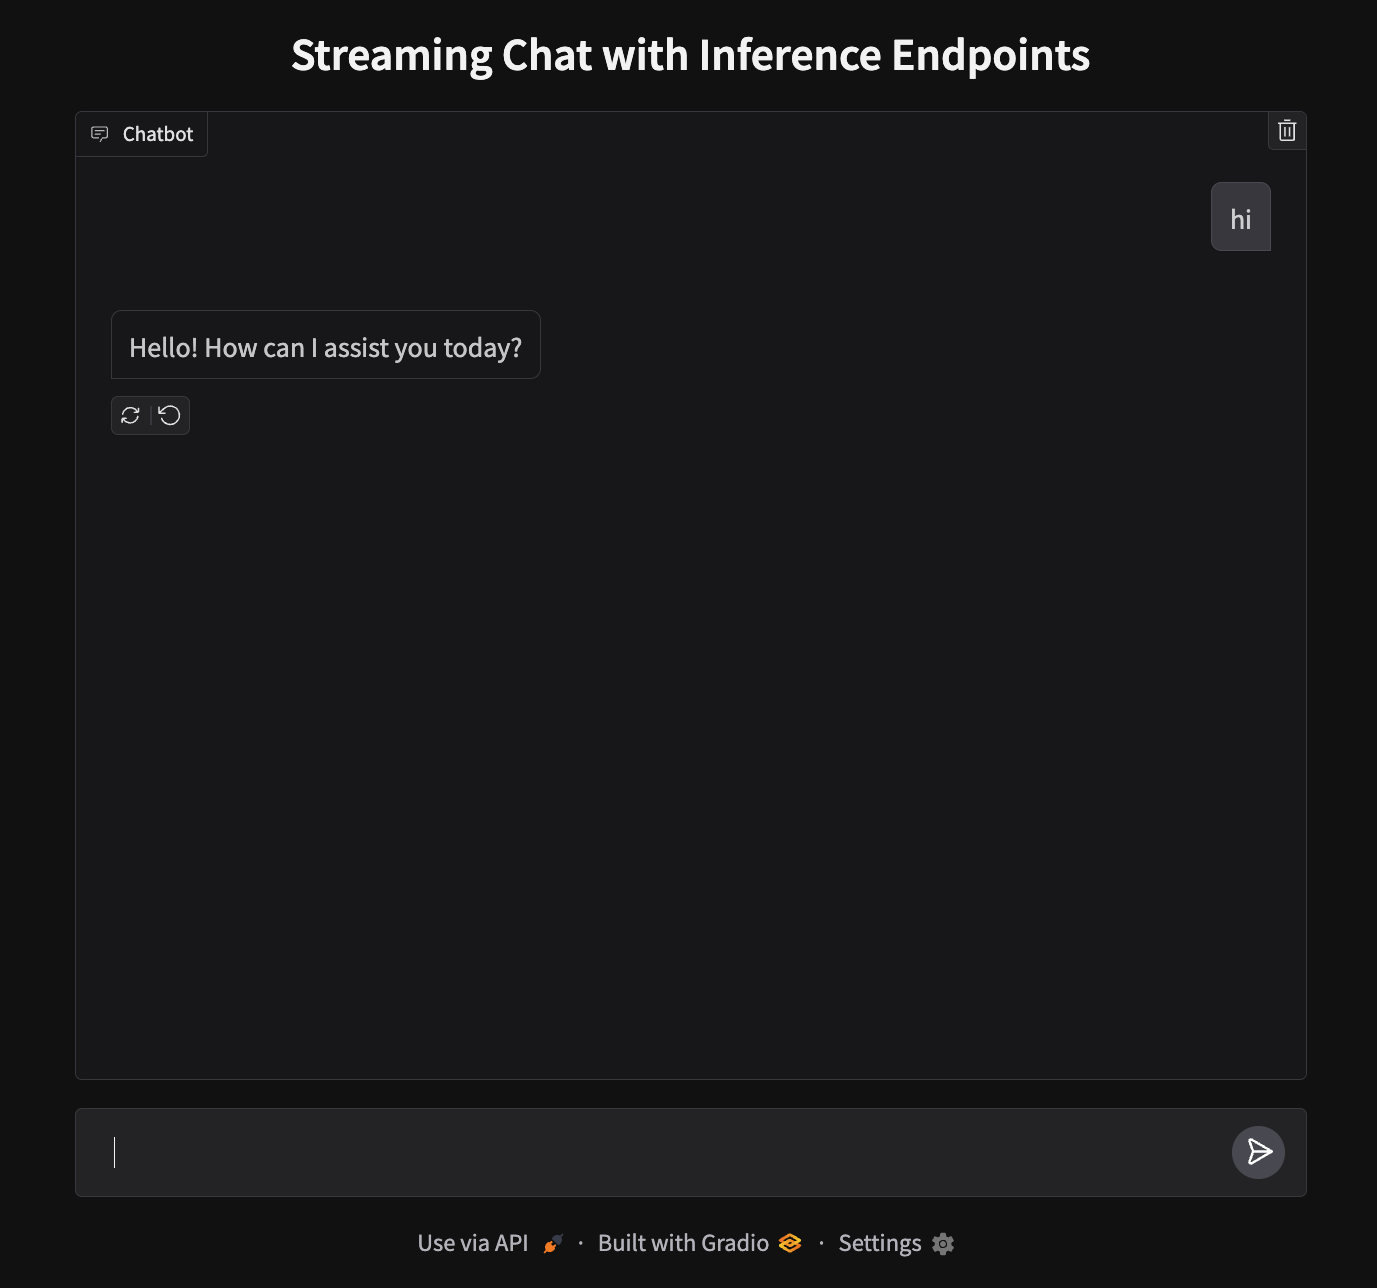 Streaming Chat with Inference Endpoints
Chatbot
hi
Hello! How can I assist you today?
Use via API · Built with Gradio · Settings